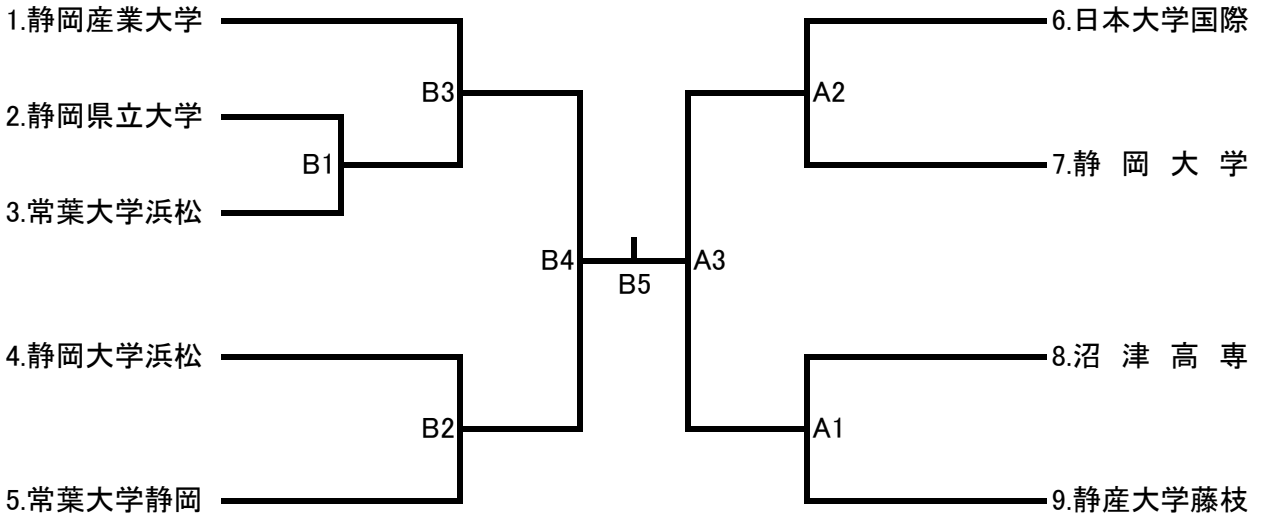 1.静岡産業大学
2.静岡県立大学
3.常葉大学浜松
4.静岡大学浜松
5.常葉大学静岡
B3
B1
B4
B2
B5
A2
A3
A1
6.日本大学国際
7.静 岡 大 学
8.沼 津 高 専
9.静産大学藤枝